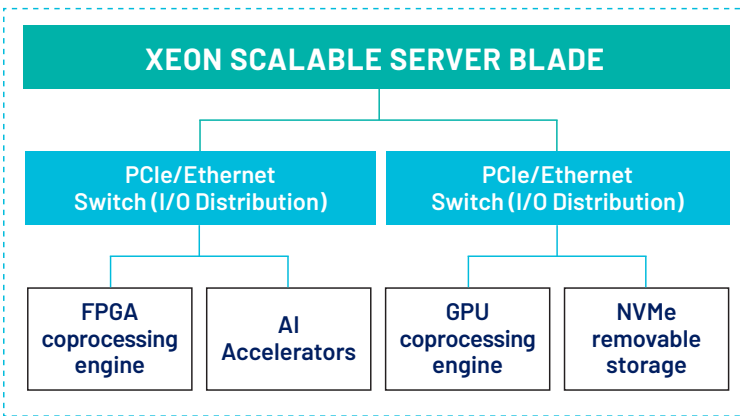 XEON SCALABLE SERVER BLADE
PCIe/Ethernet
Switch (I/O Distribution)
PCIe/Ethernet
Switch (I/O Distribution)
FPGA
coprocessing
engine
AI
Accelerators
GPU
coprocessing
engine
NVMe
removable
storage